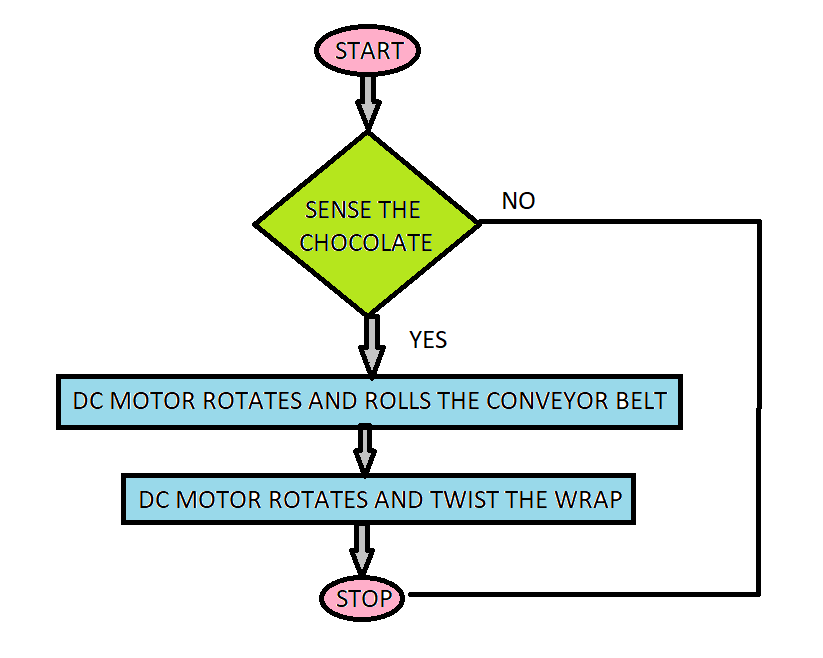 START
SENSE THE
CHOCOLATE
NO
YES
DC MOTOR ROTATES AND ROLLS THE CONVEYOR BELT
DC MOTOR ROTATES AND TWIST THE WRAP
STOP